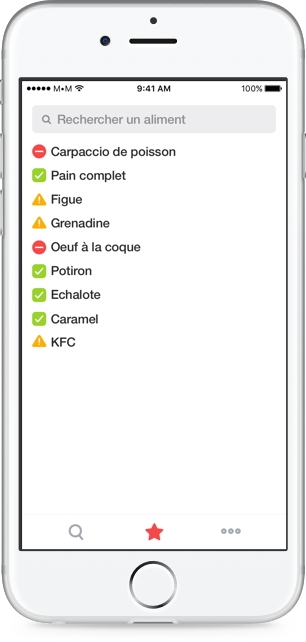 M•M 9:41 AM 100%
Rechercher un aliment
Carpaccio de poisson
Pain complet
Figue
Grenadine
Oeuf à la coque
Potiron
Echalote
Caramel
KFC